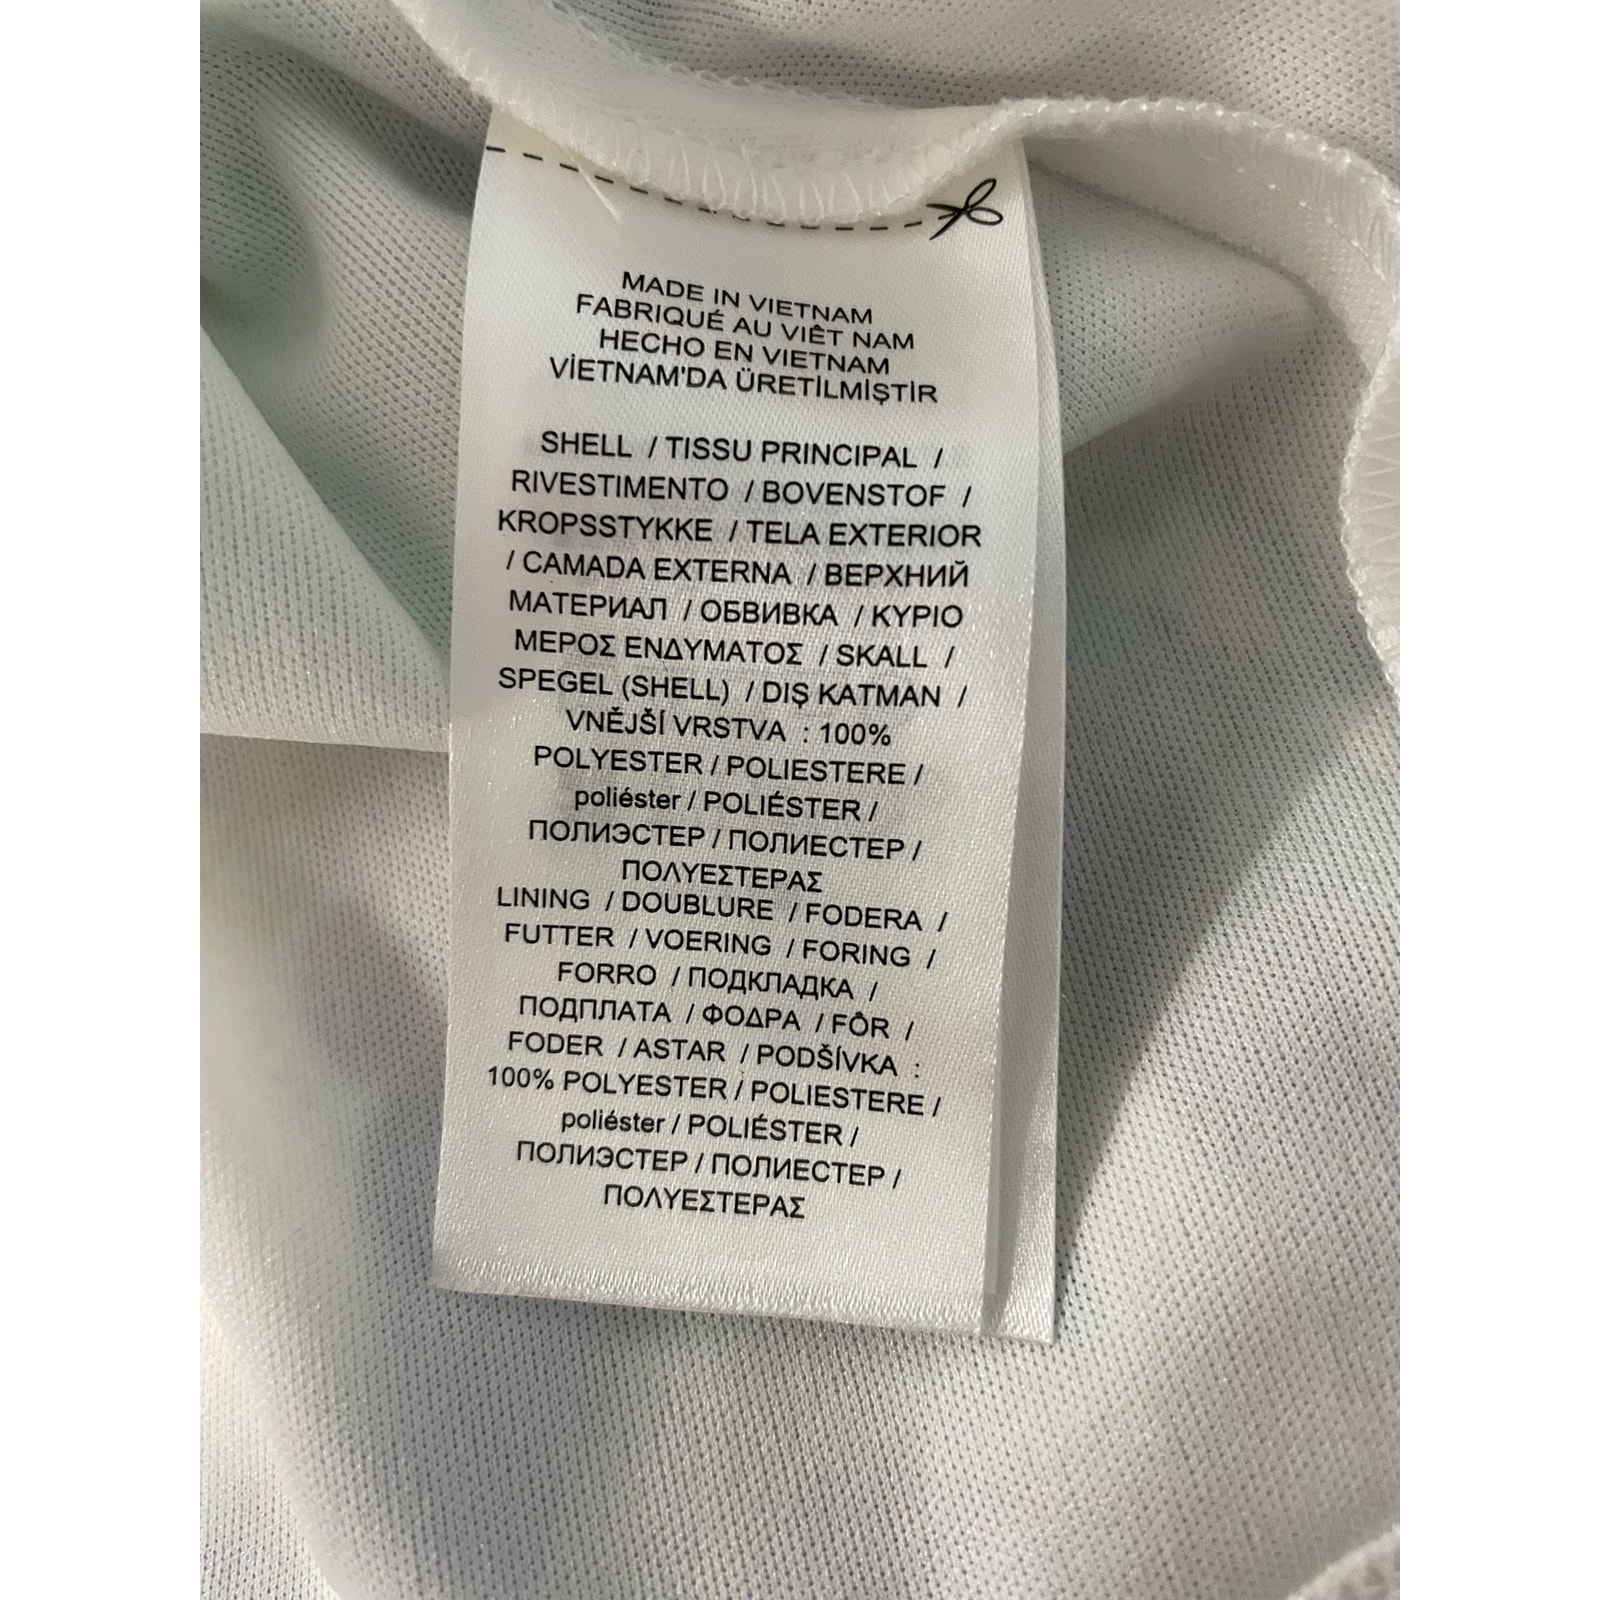 MADE IN VIETNAM
FABRIQUÉ AU VIÊT NAM
HECHO EN VIETNAM
VİETNAM'DA ÜRETİLMİŞTİR
SHELL / TISSU PRINCIPAL /
RIVESTIMENTO / BOVENSTOF /
KROPSSTYKKE / TELA EXTERIOR
/ CAMADA EXTERNA / ВЕРХНИЙ
МАТЕРИАЛ / ОБВИВКА / ΚΥΡΙΟ
ΜΕΡΟΣ ΕΝΔΥΜΑΤΟΣ / SKALL /
SPEGEL (SHELL) / DIŞ KATMAN /
VNĚJŠÍ VRSTVA : 100%
POLYESTER / POLIESTERE /
poliéster / POLIÉSTER /
ПОЛИЭСТЕР / ПОЛИЕСТЕР /
ΠΟΛΥΕΣΤΕΡΑΣ
LINING / DOUBLURE / FODERA /
FUTTER / VOERING / FORING /
FORRO / ПОДКЛАДКА /
ПОДПЛАТА / ΦΟΔΡΑ / FÔR /
FODER / ASTAR / PODŠÍVKA :
100% POLYESTER / POLIESTERE /
poliéster / POLIÉSTER /
ПОЛИЭСТЕР / ПОЛИЕСТЕР /
ΠΟΛΥΕΣΤΕΡΑΣ